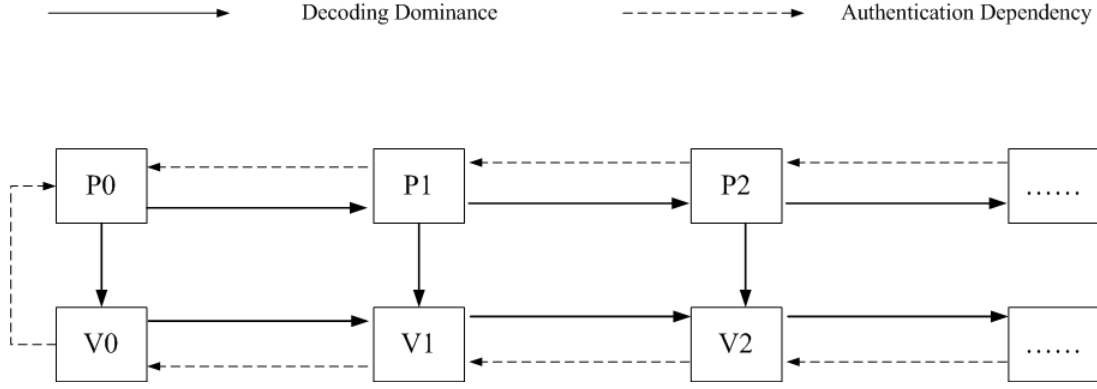 Decoding Dominance Authentication Dependency
P0 P1 P2 ......
V0 V1 V2 ......